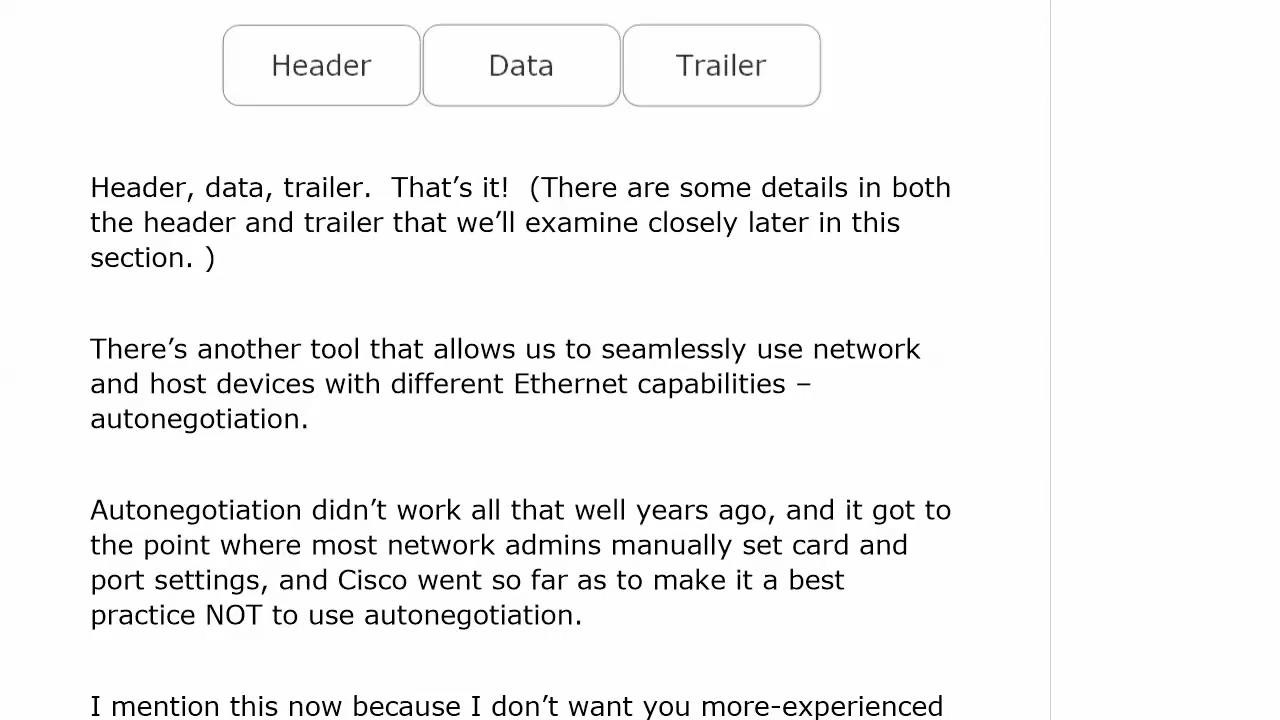 Header Data Trailer
Header, data, trailer.  That’s it!  (There are some details in both
the header and trailer that we’ll examine closely later in this
section. )
There’s another tool that allows us to seamlessly use network
and host devices with different Ethernet capabilities –
autonegotiation.
Autonegotiation didn’t work all that well years ago, and it got to
the point where most network admins manually set card and
port settings, and Cisco went so far as to make it a best
practice NOT to use autonegotiation.
I mention this now because I don’t want you more-experienced